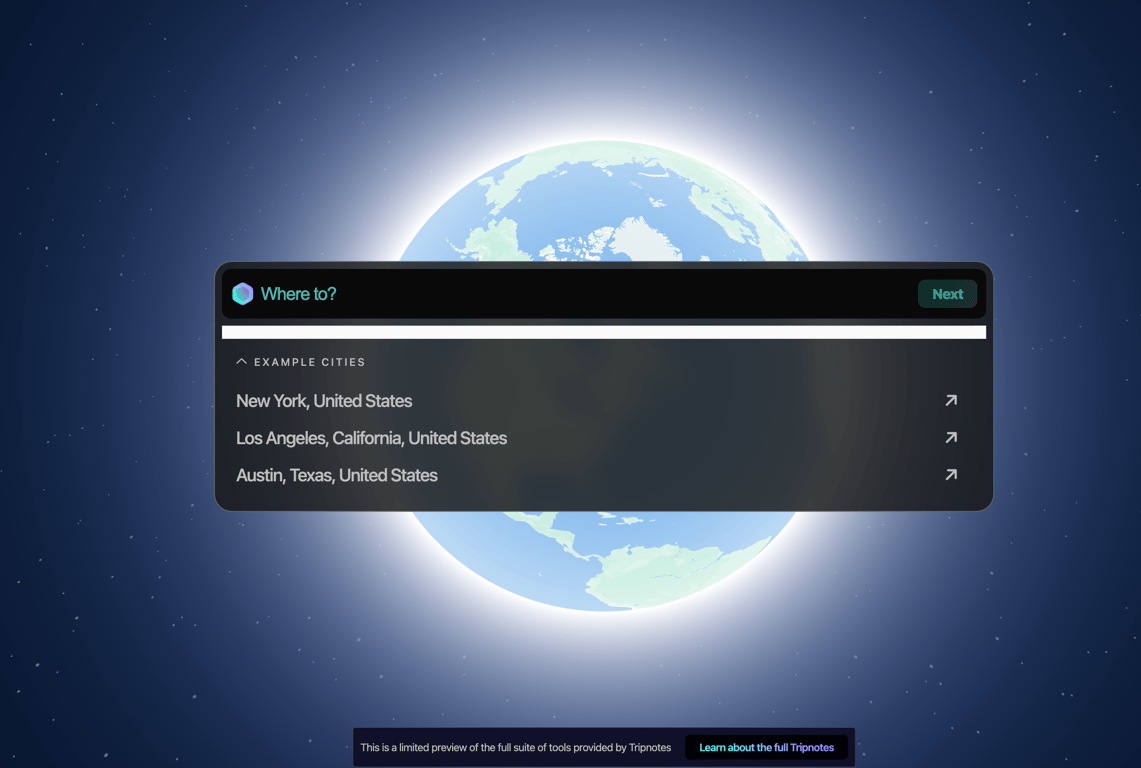 Where to?
Next
EXAMPLE CITIES
New York, United States
Los Angeles, California, United States
Austin, Texas, United States
This is a limited preview of the full suite of tools provided by Tripnotes
Learn about the full Tripnotes